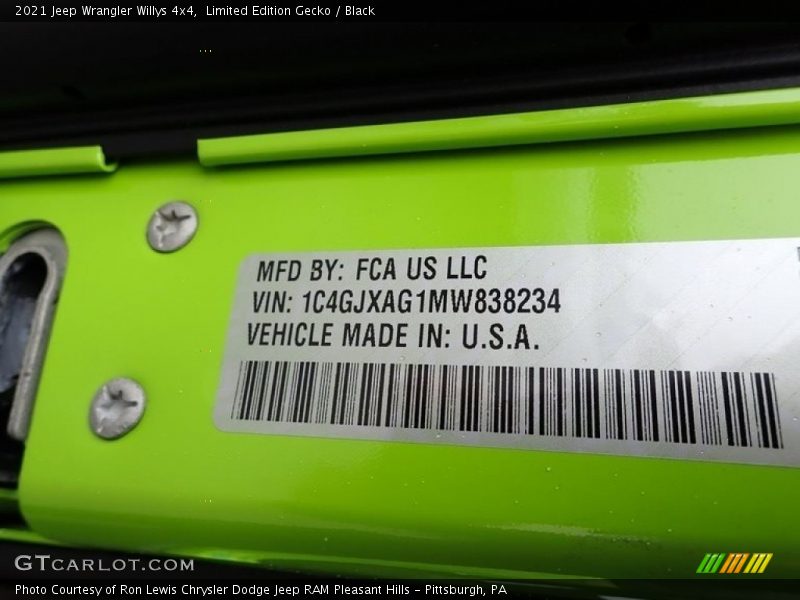 2021 Jeep Wrangler Willys 4x4,  Limited Edition Gecko / Black
MFD BY: FCA US LLC
VIN: 1C4GJXAG1MW838234
VEHICLE MADE IN: U.S.A.
GTCARLOT.COM
Photo Courtesy of Ron Lewis Chrysler Dodge Jeep RAM Pleasant Hills - Pittsburgh, PA